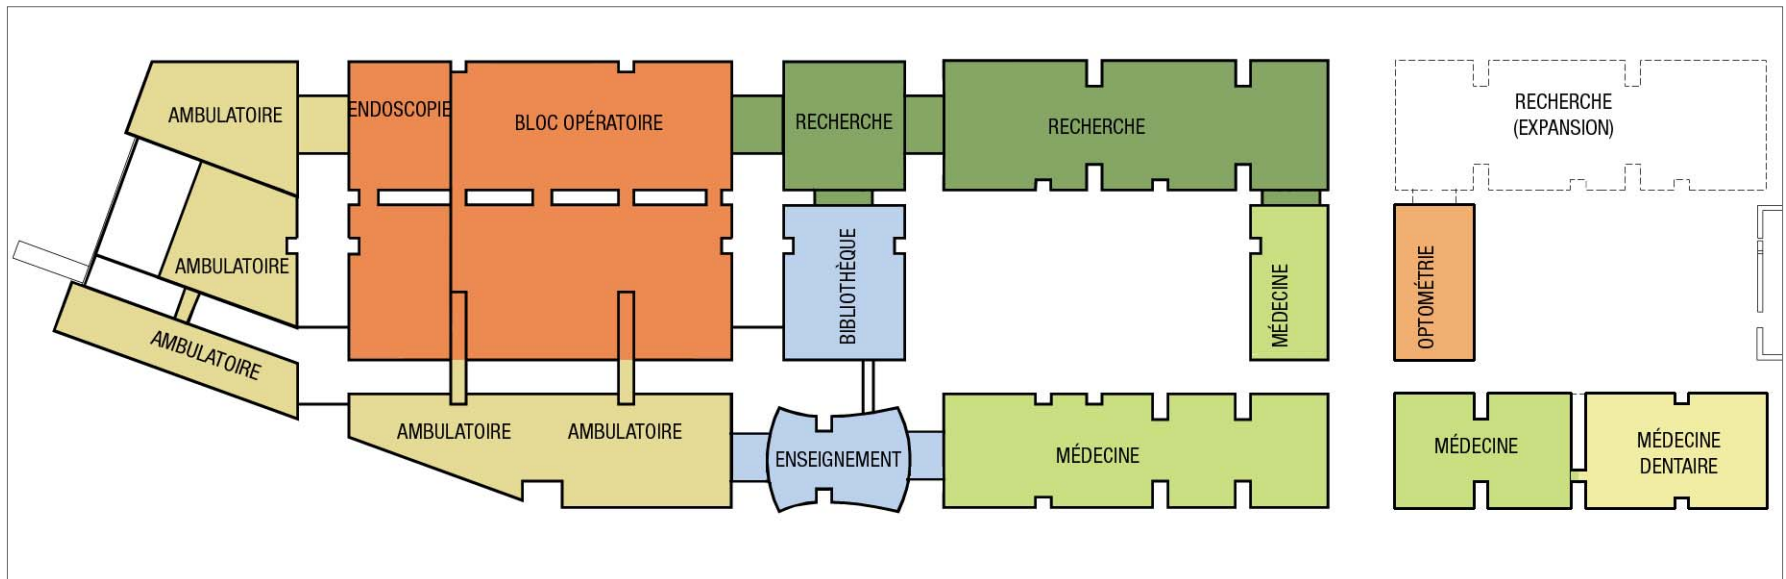 AMBULATOIRE
ENDOSCOPIE
BLOC OPÉRATOIRE
RECHERCHE
RECHERCHE
RECHERCHE
(EXPANSION)
AMBULATOIRE
BIBLIOTHÈQUE
MÉDECINE
OPTOMÉTRIE
AMBULATOIRE
AMBULATOIRE
AMBULATOIRE
ENSEIGNEMENT
MÉDECINE
MÉDECINE
MÉDECINE
DENTAIRE